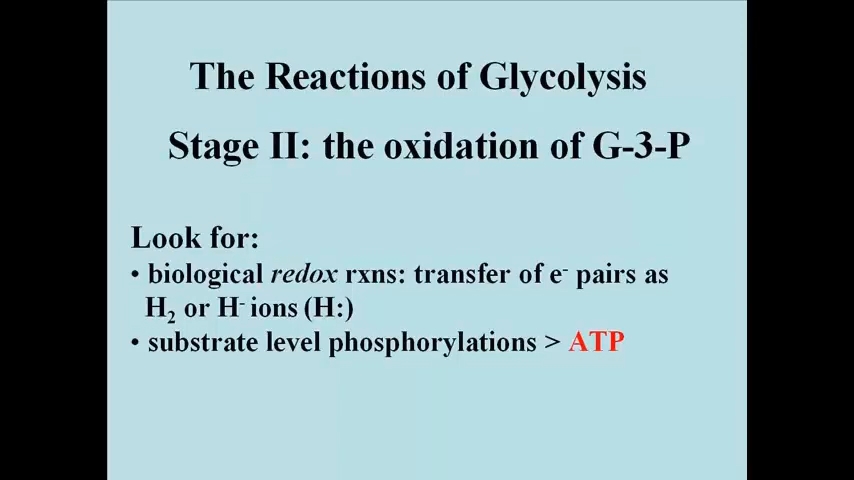 The Reactions of Glycolysis
Stage II: the oxidation of G-3-P
Look for:
• biological redox rxns: transfer of e⁻ pairs as
H₂ or H⁻ ions (H:)
• substrate level phosphorylations > ATP